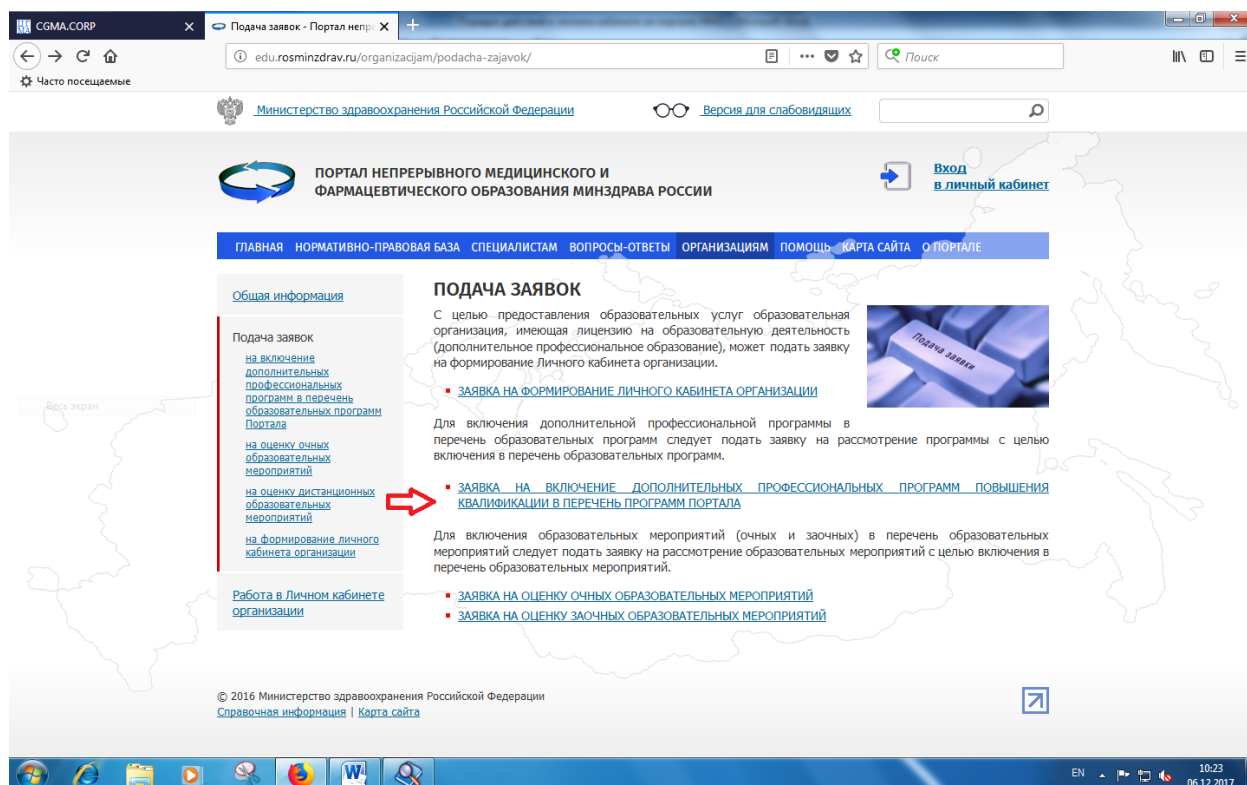 CGMA.CORP
Подача заявок - Портал непр
edu.rosminzdrav.ru/organizacijam/podacha-zajavok/
Поиск
Часто посещаемые
Министерство здравоохранения Российской Федерации
Версия для слабовидящих
ПОРТАЛ НЕПРЕРЫВНОГО МЕДИЦИНСКОГО И
ФАРМАЦЕВТИЧЕСКОГО ОБРАЗОВАНИЯ МИНЗДРАВА РОССИИ
Вход
в личный кабинет
ГЛАВНАЯ НОРМАТИВНО-ПРАВОВАЯ БАЗА СПЕЦИАЛИСТАМ ВОПРОСЫ-ОТВЕТЫ ОРГАНИЗАЦИЯМ ПОМОЩЬ КАРТА САЙТА О ПОРТАЛЕ
Общая информация
Подача заявок
на включение
дополнительных
профессиональных
программ в перечень
образовательных программ
Портала
на оценку очных
образовательных
мероприятий
на оценку дистанционных
образовательных
мероприятий
на формирование личного
кабинета организации
Работа в Личном кабинете
организации
Весь экран
ПОДАЧА ЗАЯВОК
С целью предоставления образовательных услуг образовательная
организация, имеющая лицензию на образовательную деятельность
(дополнительное профессиональное образование), может подать заявку
на формирование Личного кабинета организации.
Подача заявки
ЗАЯВКА НА ФОРМИРОВАНИЕ ЛИЧНОГО КАБИНЕТА ОРГАНИЗАЦИИ
Для включения дополнительной профессиональной программы в
перечень образовательных программ следует подать заявку на рассмотрение программы с целью
включения в перечень образовательных программ.
ЗАЯВКА НА ВКЛЮЧЕНИЕ ДОПОЛНИТЕЛЬНЫХ ПРОФЕССИОНАЛЬНЫХ ПРОГРАММ ПОВЫШЕНИЯ
КВАЛИФИКАЦИИ В ПЕРЕЧЕНЬ ПРОГРАММ ПОРТАЛА
Для включения образовательных мероприятий (очных и заочных) в перечень образовательных
мероприятий следует подать заявку на рассмотрение образовательных мероприятий с целью включения в
перечень образовательных мероприятий.
ЗАЯВКА НА ОЦЕНКУ ОЧНЫХ ОБРАЗОВАТЕЛЬНЫХ МЕРОПРИЯТИЙ
ЗАЯВКА НА ОЦЕНКУ ЗАОЧНЫХ ОБРАЗОВАТЕЛЬНЫХ МЕРОПРИЯТИЙ
© 2016 Министерство здравоохранения Российской Федерации
Справочная информация | Карта сайта
EN
10:23
06.12.2017